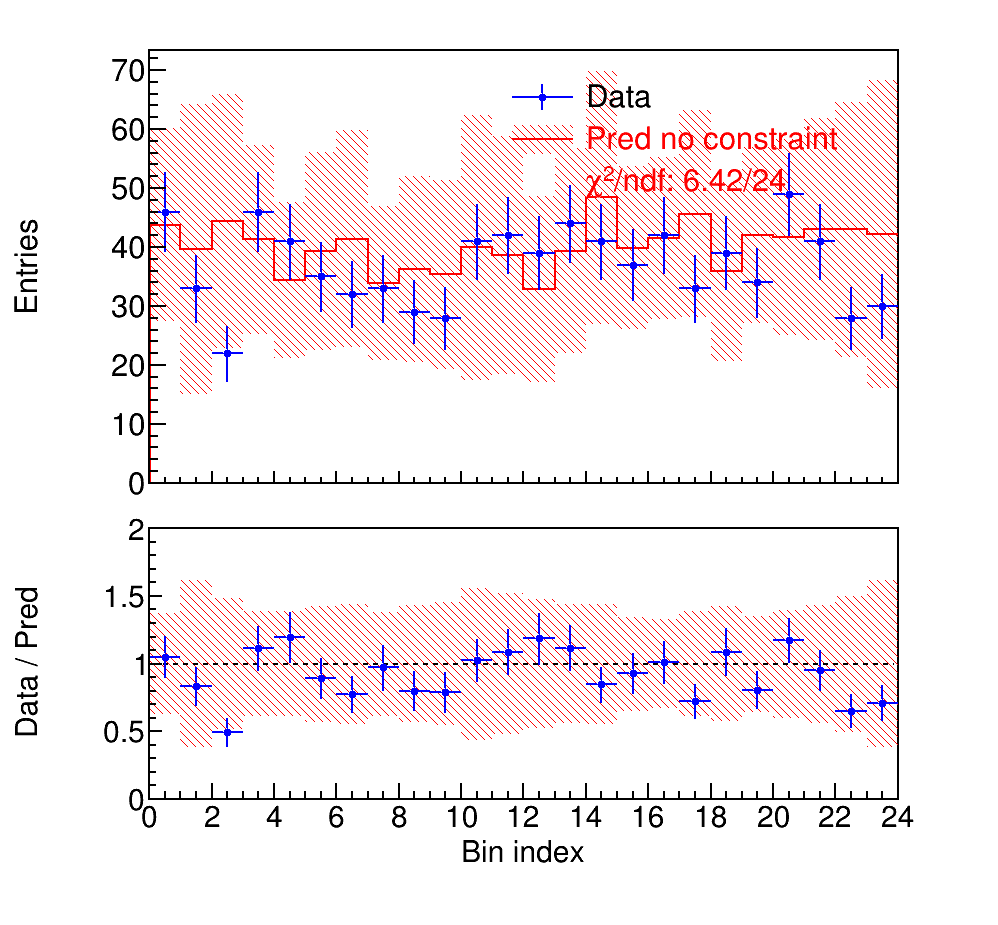 70
60
50
40
30
20
10
0
Entries
Data
Pred no constraint
χ²/ndf: 6.42/24
2
1.5
1
0.5
0
Data / Pred
0 2 4 6 8 10 12 14 16 18 20 22 24
Bin index